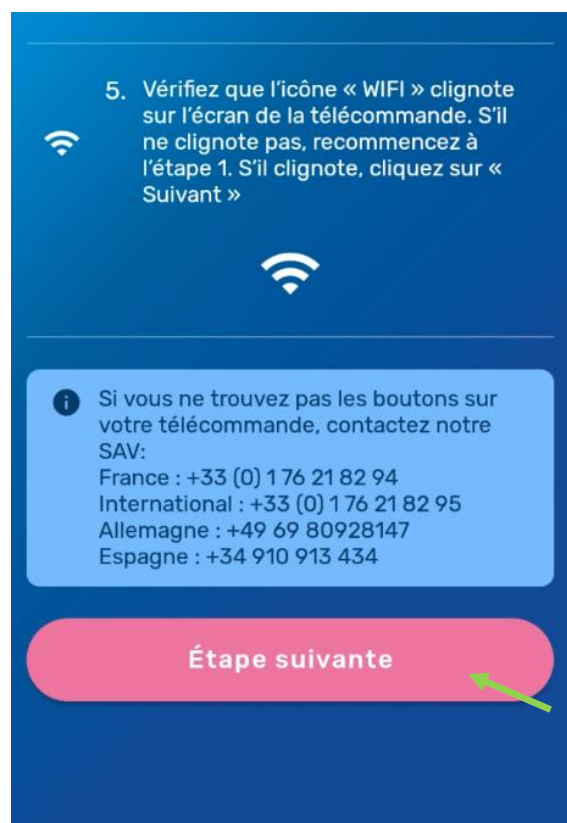 5. Vérifiez que l'icône « WIFI » clignote
sur l'écran de la télécommande. S'il
ne clignote pas, recommencez à
l'étape 1. S'il clignote, cliquez sur «
Suivant »
Si vous ne trouvez pas les boutons sur
votre télécommande, contactez notre
SAV:
France : +33 (0) 1 76 21 82 94
International : +33 (0) 1 76 21 82 95
Allemagne : +49 69 80928147
Espagne : +34 910 913 434
Étape suivante